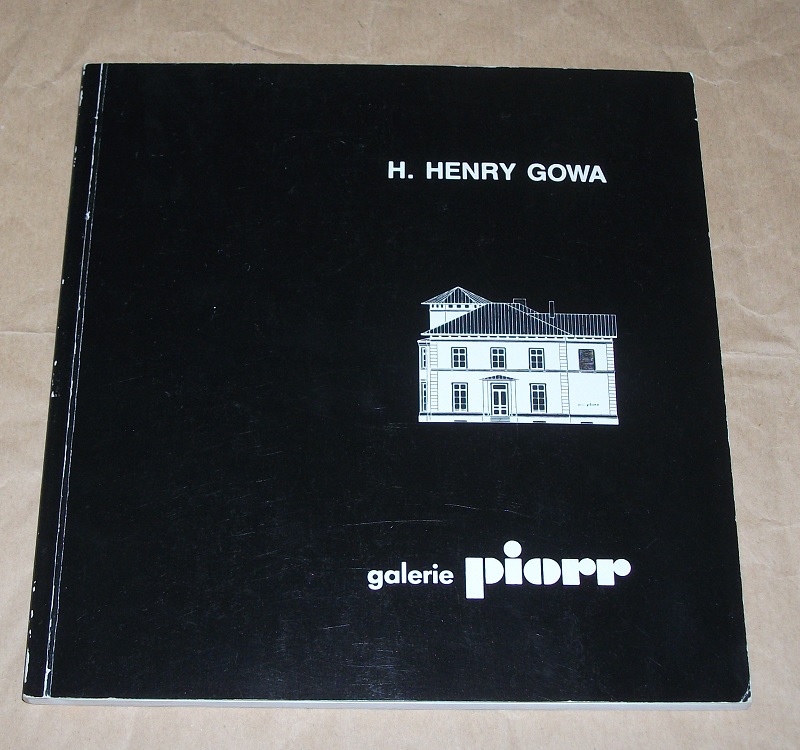 H. HENRY GOWA
galerie piorr